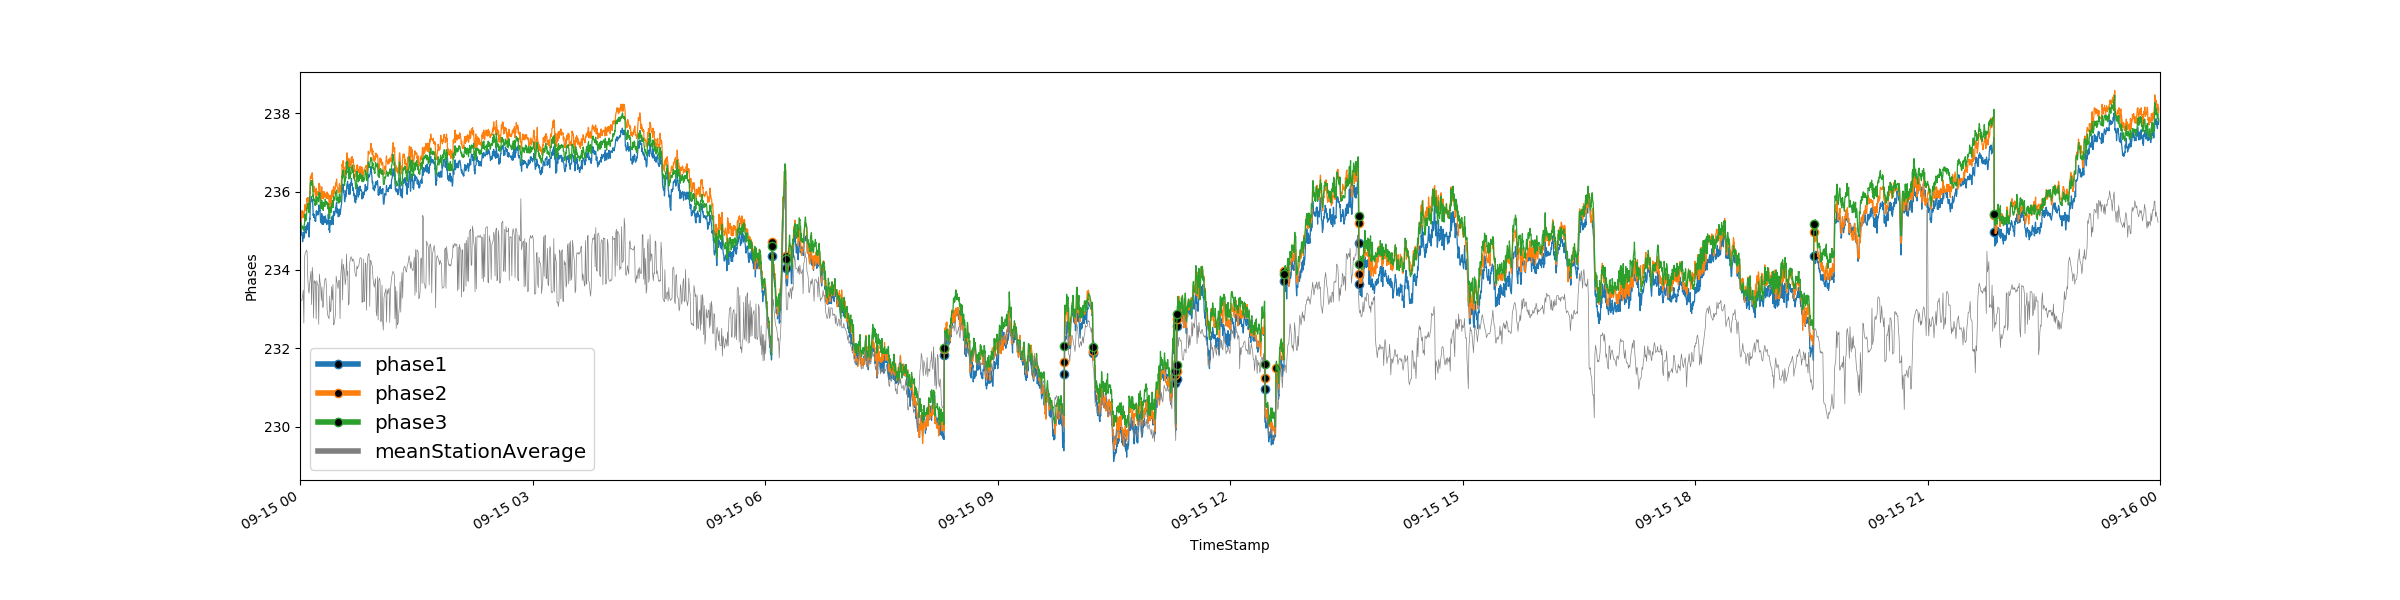 238
236
234
232
230
Phases
phase1
phase2
phase3
meanStationAverage
09-15 00
09-15 03
09-15 06
09-15 09
09-15 12
09-15 15
09-15 18
09-15 21
09-16 00
TimeStamp